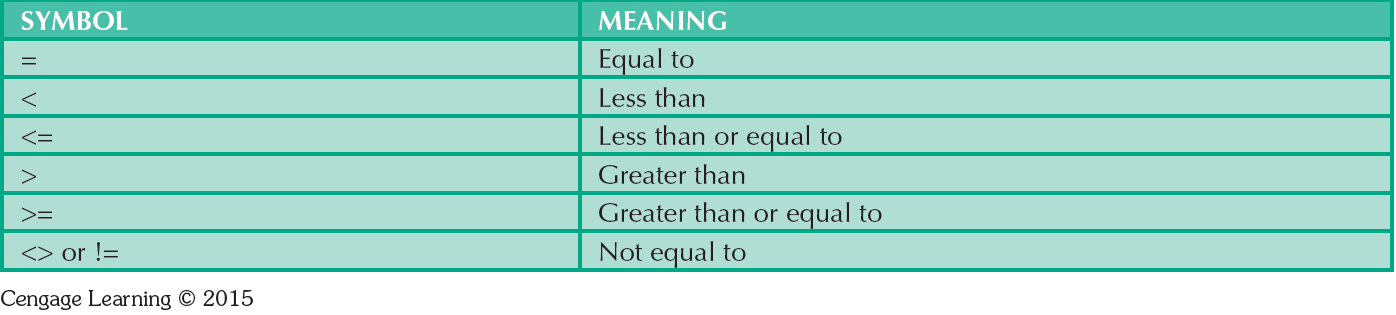 SYMBOL MEANING
= Equal to
< Less than
<= Less than or equal to
> Greater than
>= Greater than or equal to
<> or != Not equal to
Cengage Learning © 2015